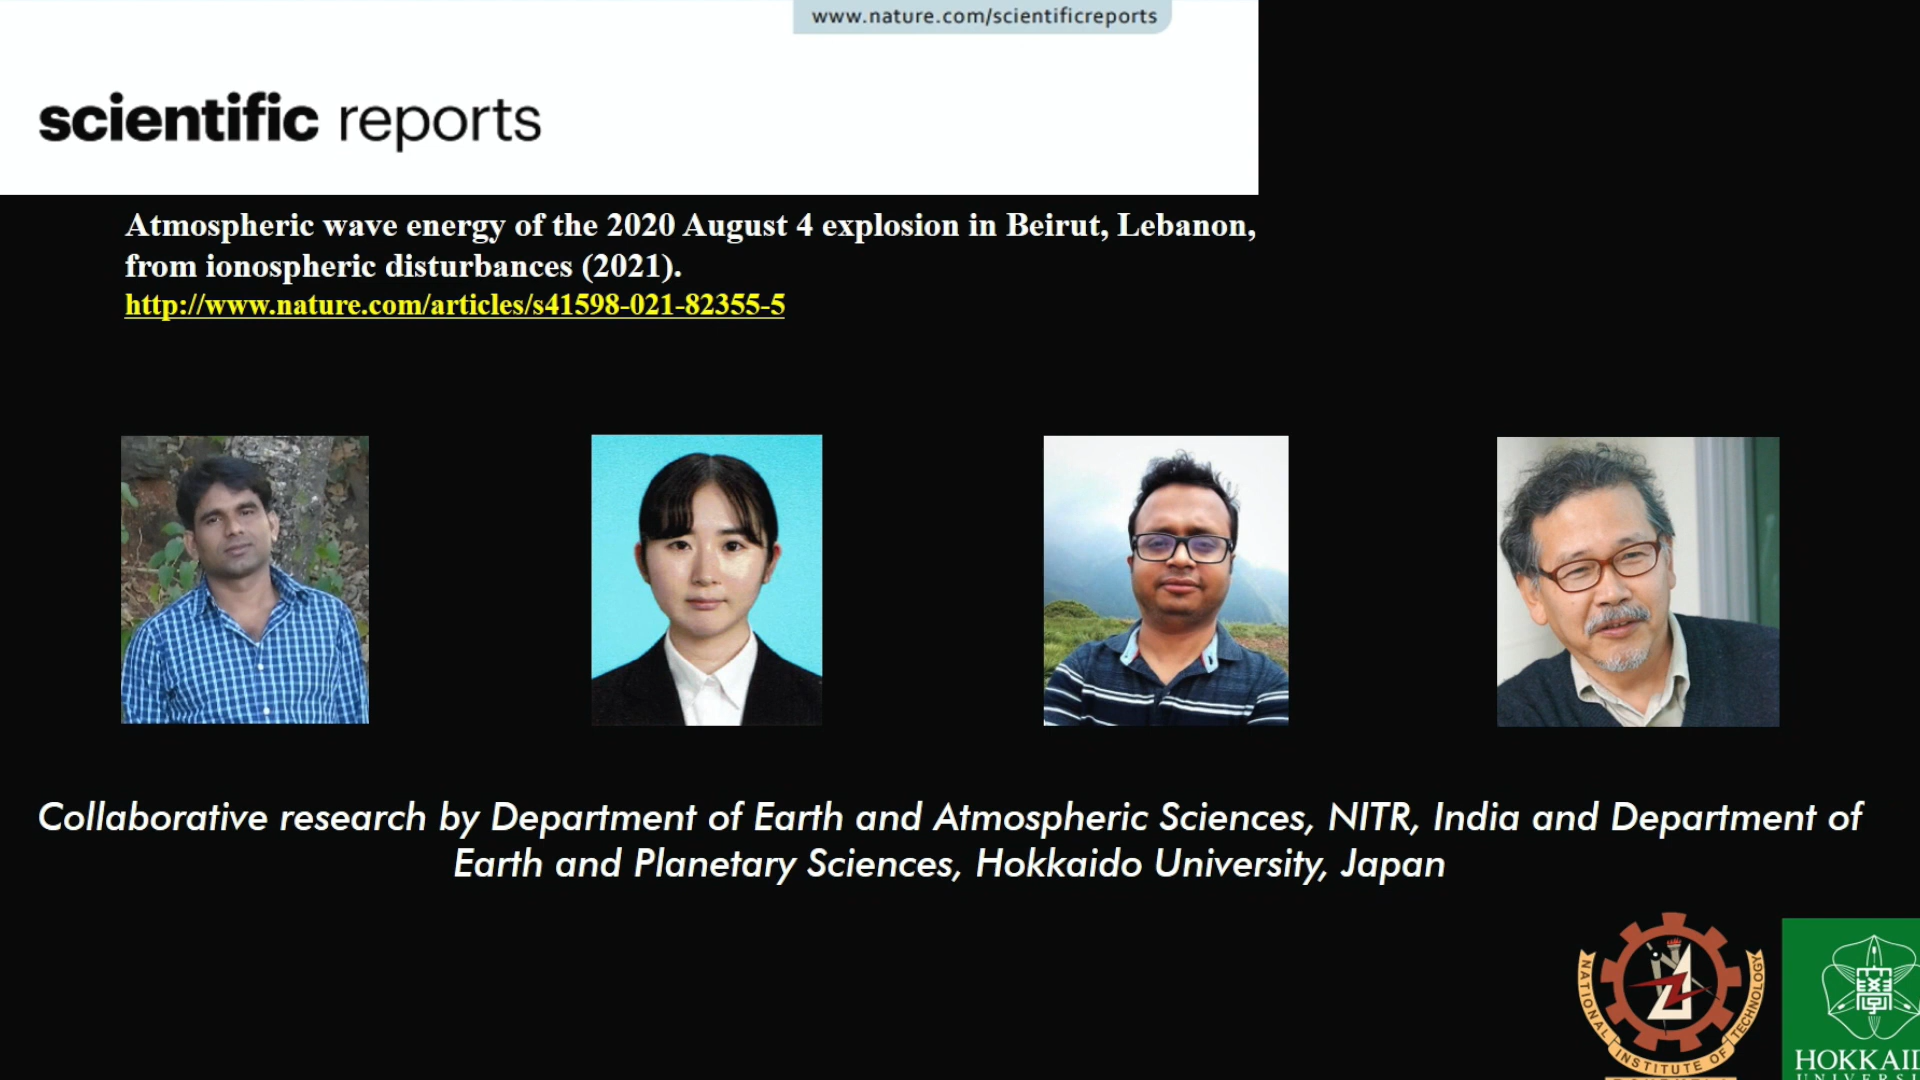 www.nature.com/scientificreports
scientific reports
Atmospheric wave energy of the 2020 August 4 explosion in Beirut, Lebanon,
from ionospheric disturbances (2021).
http://www.nature.com/articles/s41598-021-82355-5
Collaborative research by Department of Earth and Atmospheric Sciences, NITR, India and Department of
Earth and Planetary Sciences, Hokkaido University, Japan
NATIONAL INSTITUTE OF TECHNOLOGY
HOKKAID